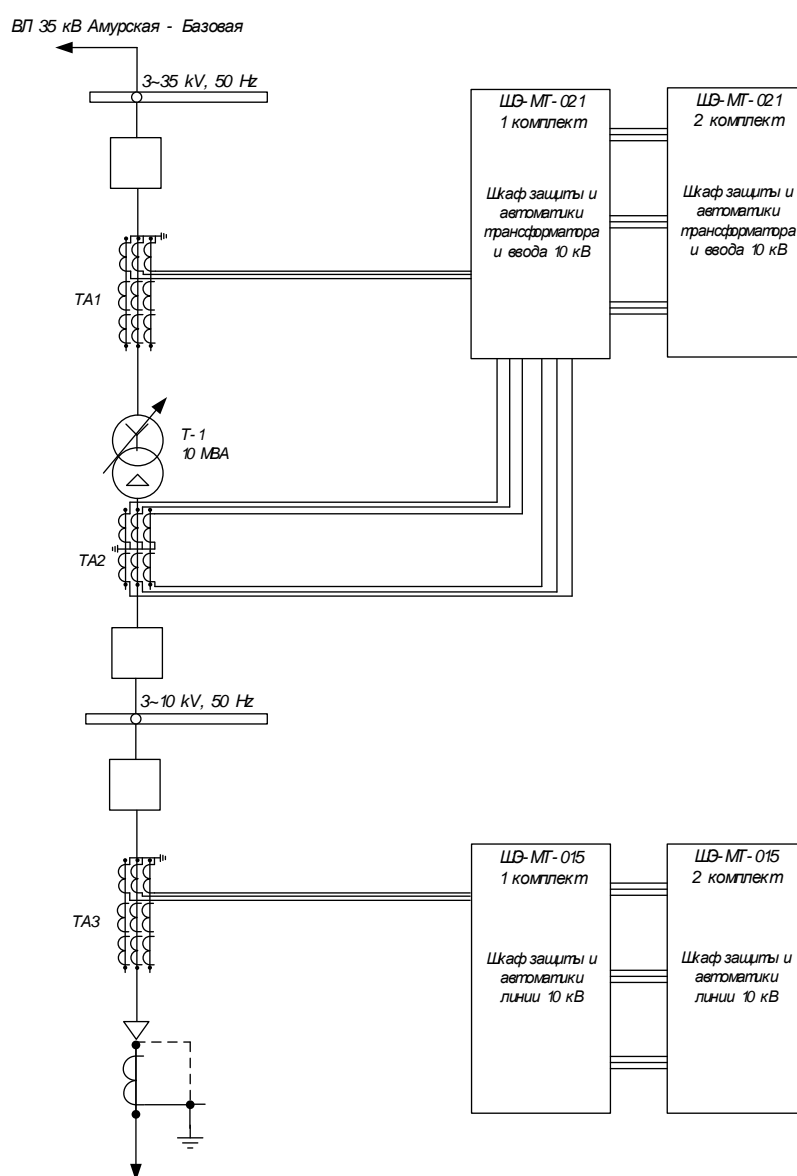 ВЛ 35 кВ Амурская - Базовая
3~35 kV, 50 Hz
ШЭ-МТ-021
1 комплект
Шкаф защиты и
автоматики
трансформатора
и ввода 10 кВ
ШЭ-МТ-021
2 комплект
Шкаф защиты и
автоматики
трансформатора
и ввода 10 кВ
ТА1
Т-1
10 МВА
ТА2
3~10 kV, 50 Hz
ТА3
ШЭ-МТ-015
1 комплект
Шкаф защиты и
автоматики
линии 10 кВ
ШЭ-МТ-015
2 комплект
Шкаф защиты и
автоматики
линии 10 кВ